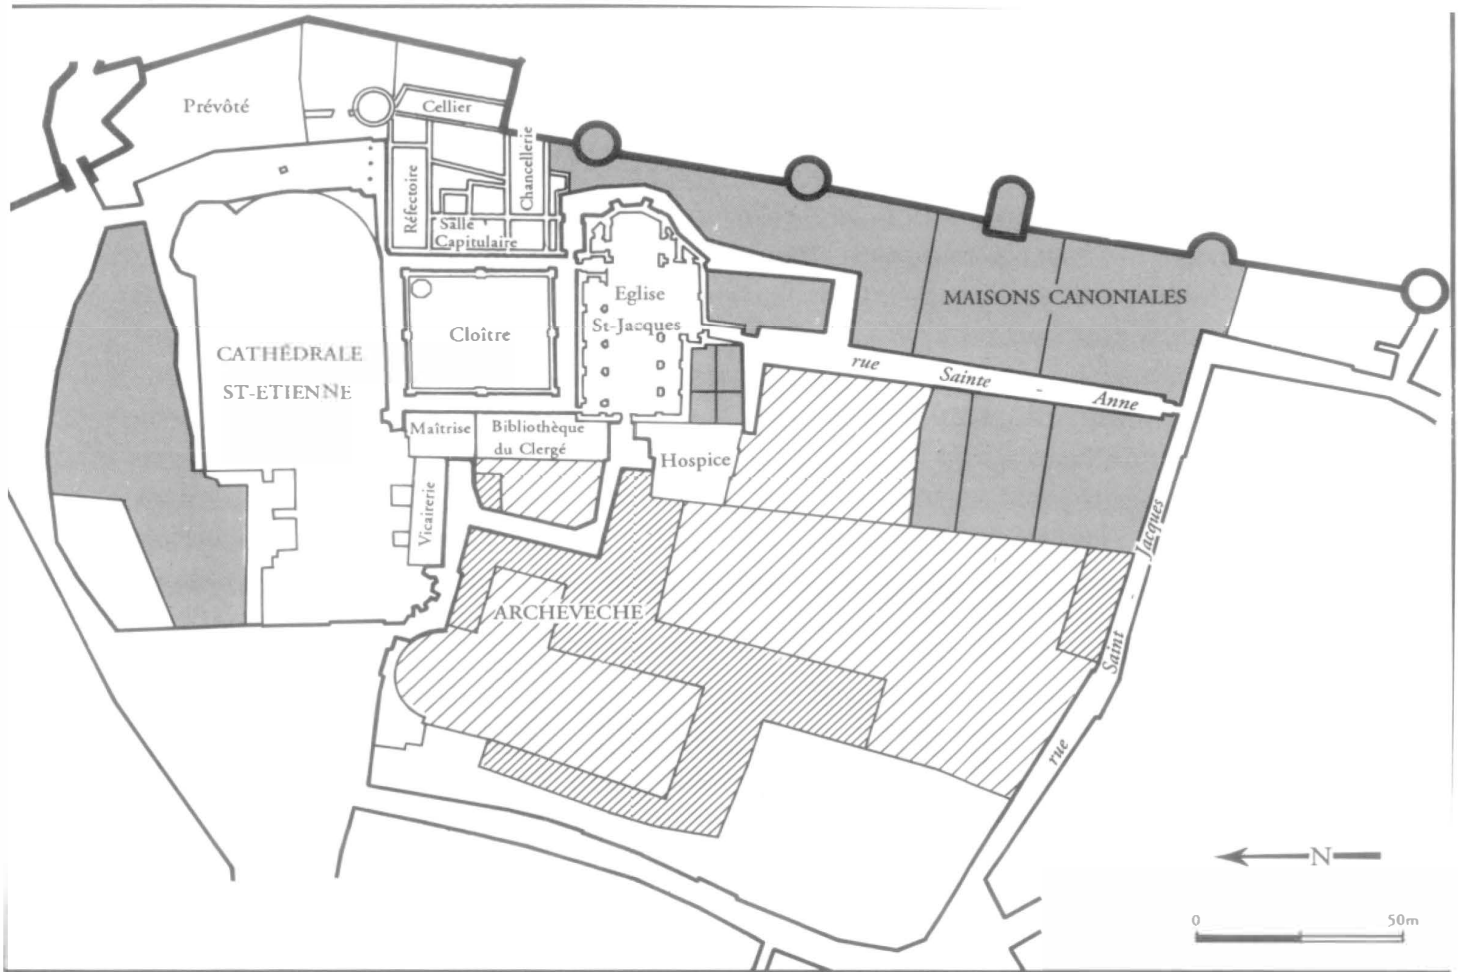 Prévôté
Cellier
Chancellerie
Réfectoire
Salle
Capitulaire
Eglise
St-Jacques
MAISONS CANONIALES
Cloître
CATHÉDRALE
ST-ETIENNE
rue Sainte - Anne
Maîtrise
Bibliothèque
du Clergé
Hospice
Vicairerie
ARCHEVECHE
rue Saint Jacques
N
0 50m